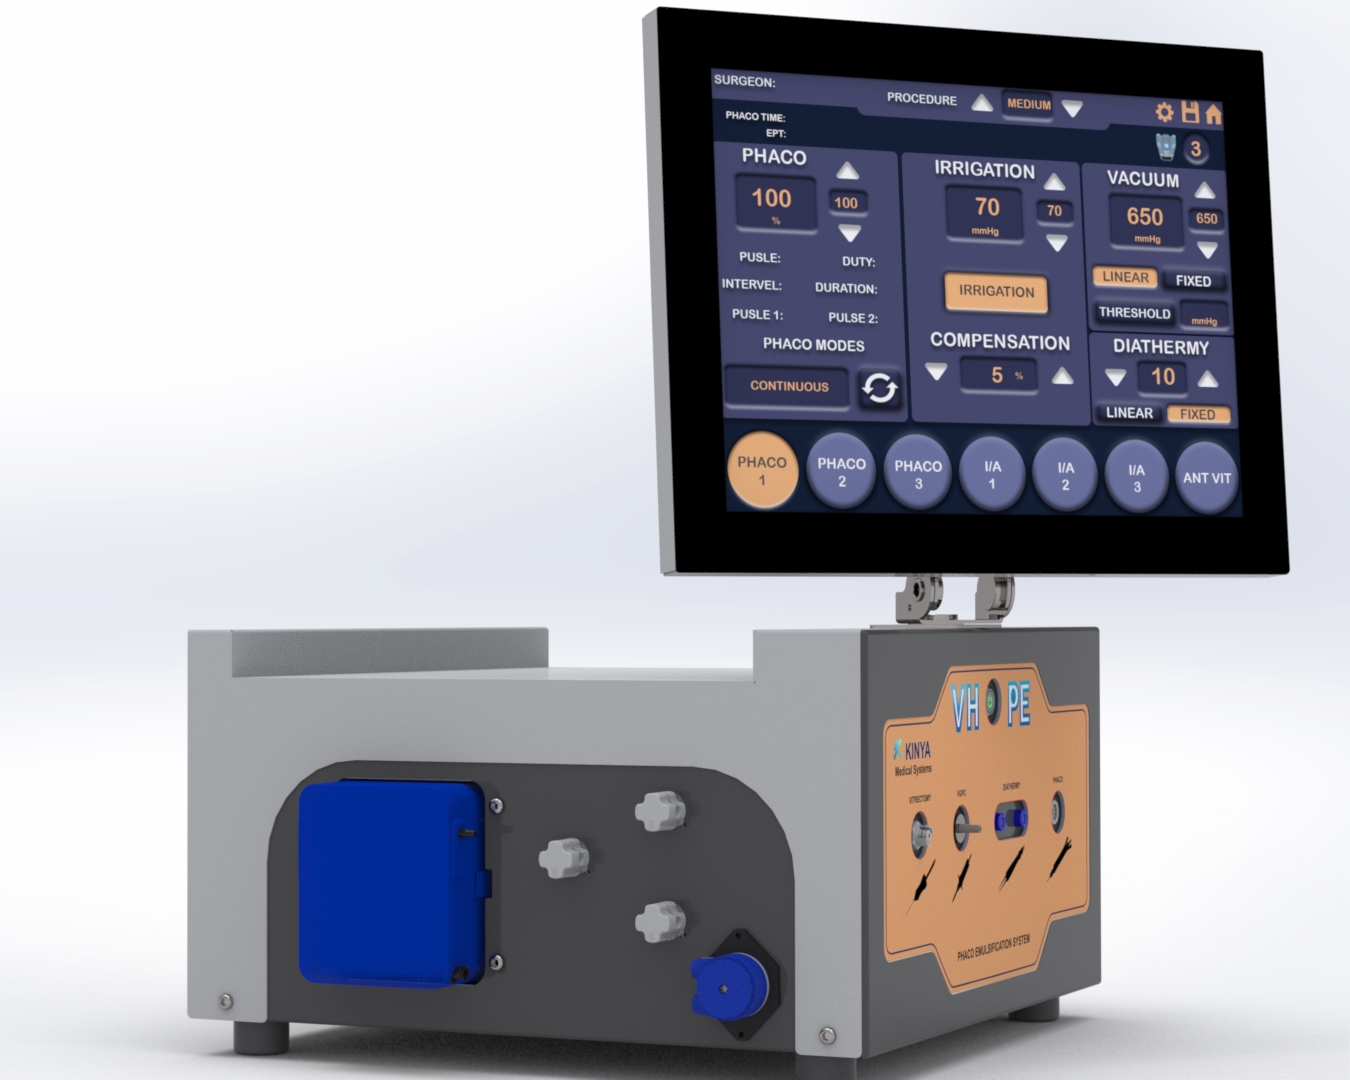 SURGEON:
PROCEDURE MEDIUM
PHACO TIME:
EPT:
3
PHACO
100
%
100
PUSLE: DUTY:
INTERVEL: DURATION:
PUSLE 1: PULSE 2:
PHACO MODES
CONTINUOUS
IRRIGATION
70
mmHg
70
IRRIGATION
COMPENSATION
5 %
VACUUM
650
mmHg
650
LINEAR FIXED
THRESHOLD mmHg
DIATHERMY
10
LINEAR FIXED
PHACO
1
PHACO
2
PHACO
3
I/A
1
I/A
2
I/A
3
ANT VIT
VH PE
KINYA
Medical Systems
VITRECTOMY VGPC DIATHERMY PHACO
PHACO EMULSIFICATION SYSTEM